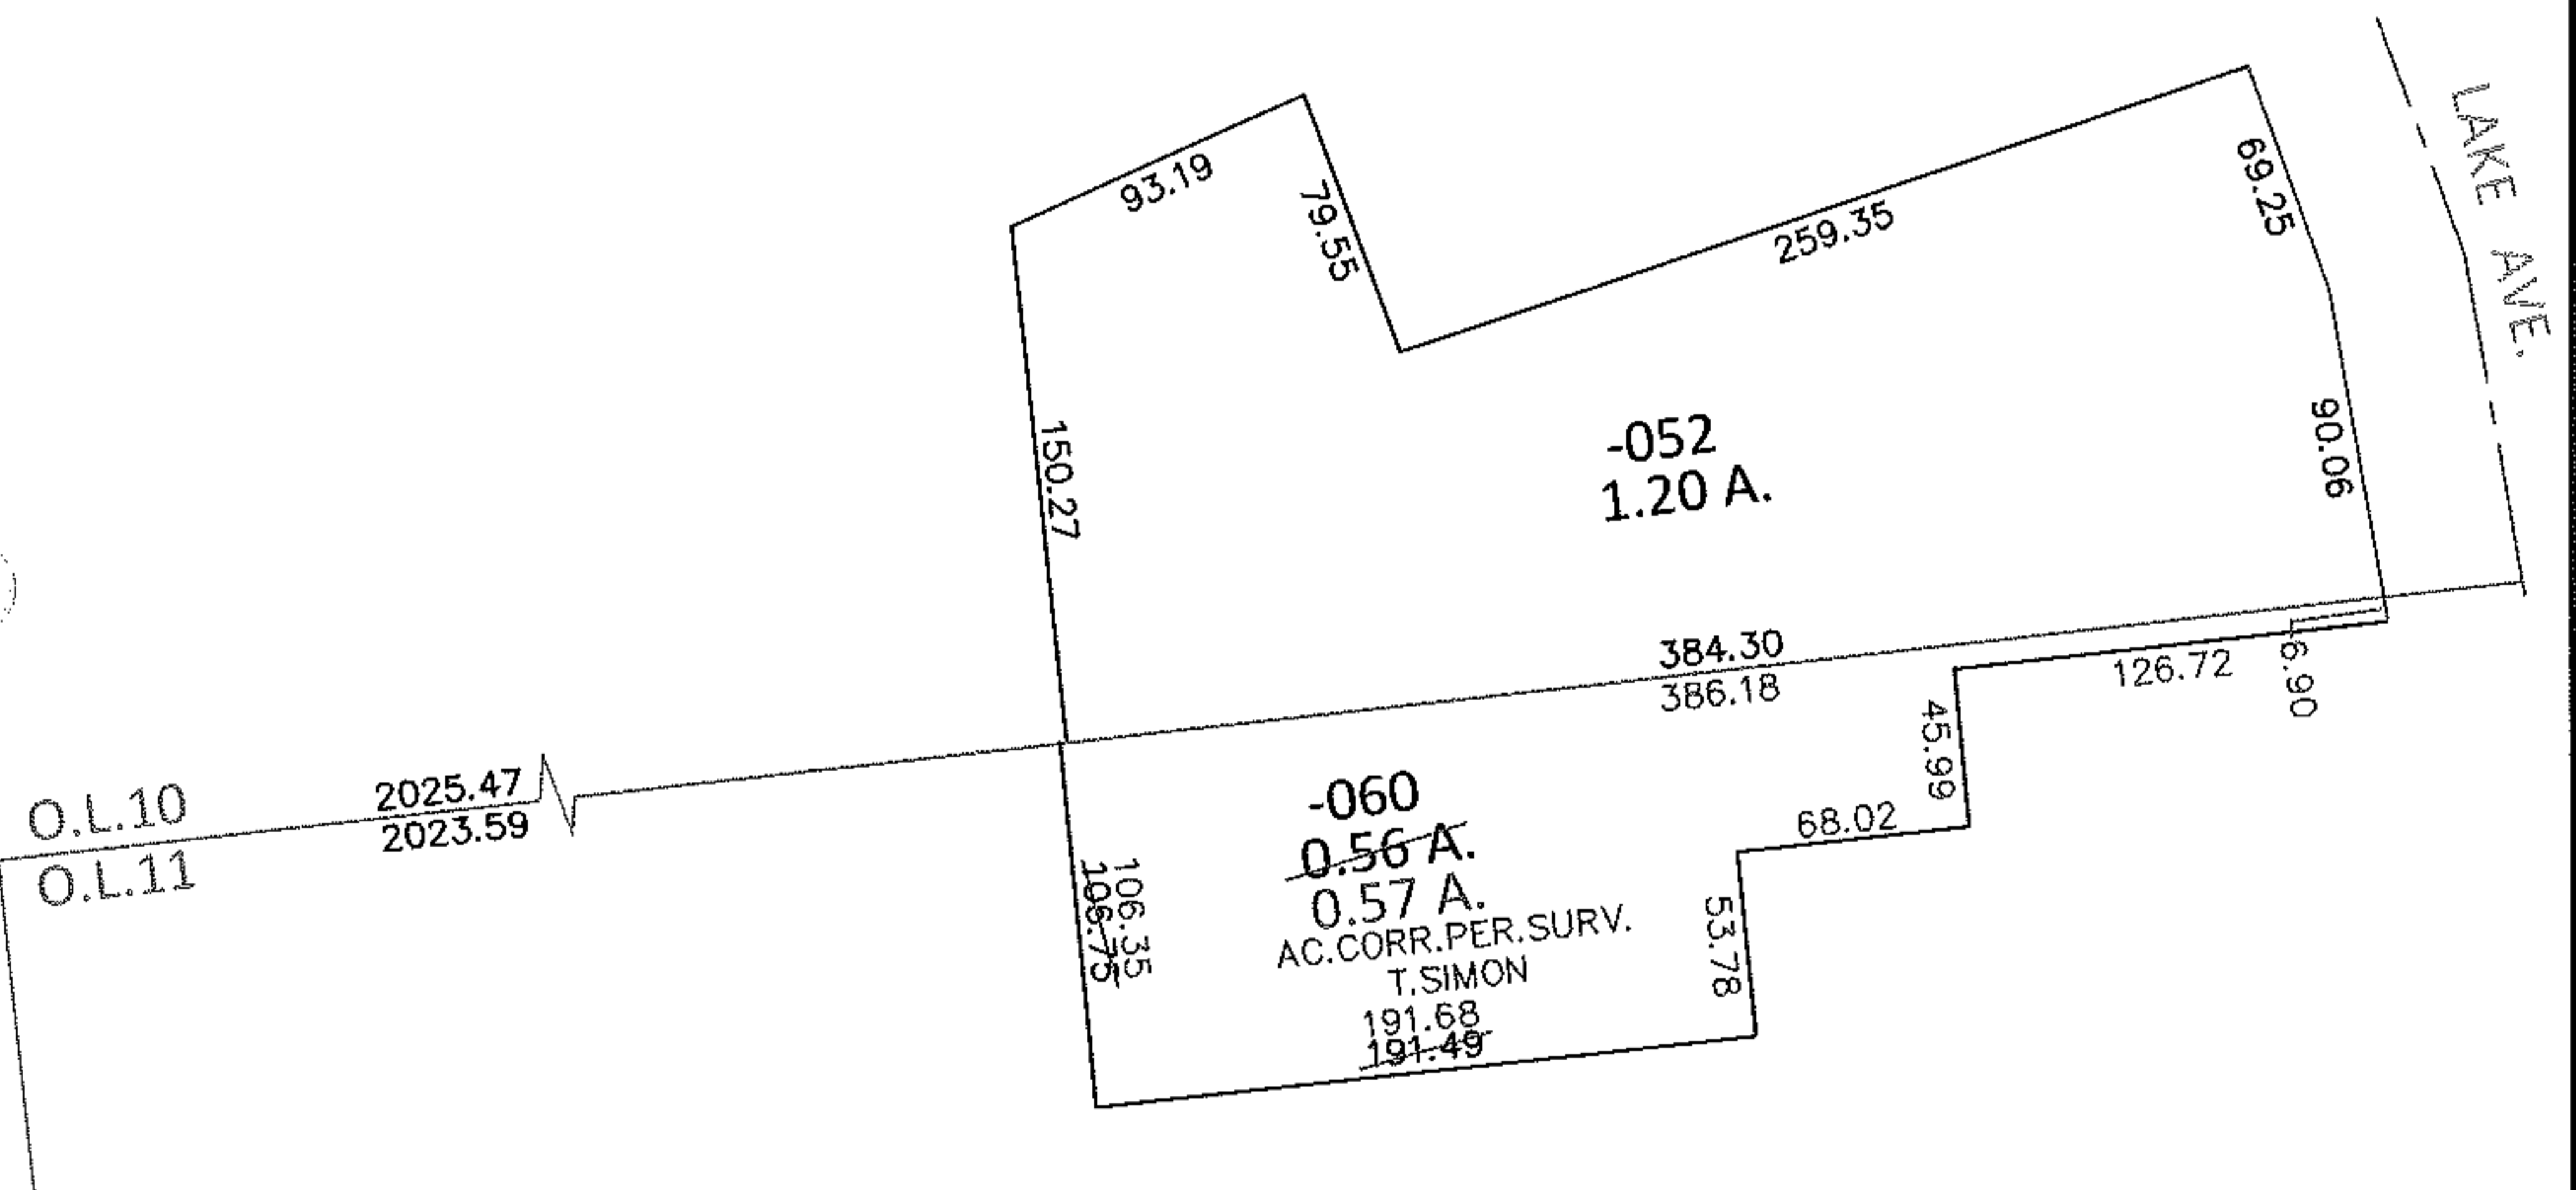 LAKE AVE.
93.19
79.55
259.35
69.25
150.27
90.06
-052
1.20 A.
384.30
386.18
126.72
6.90
45.99
O.L.10
2025.47
2023.59
O.L.11
-060
0.56 A.
0.57 A.
AC.CORR.PER.SURV.
T.SIMON
191.68
191.49
68.02
106.35
106.75
53.78